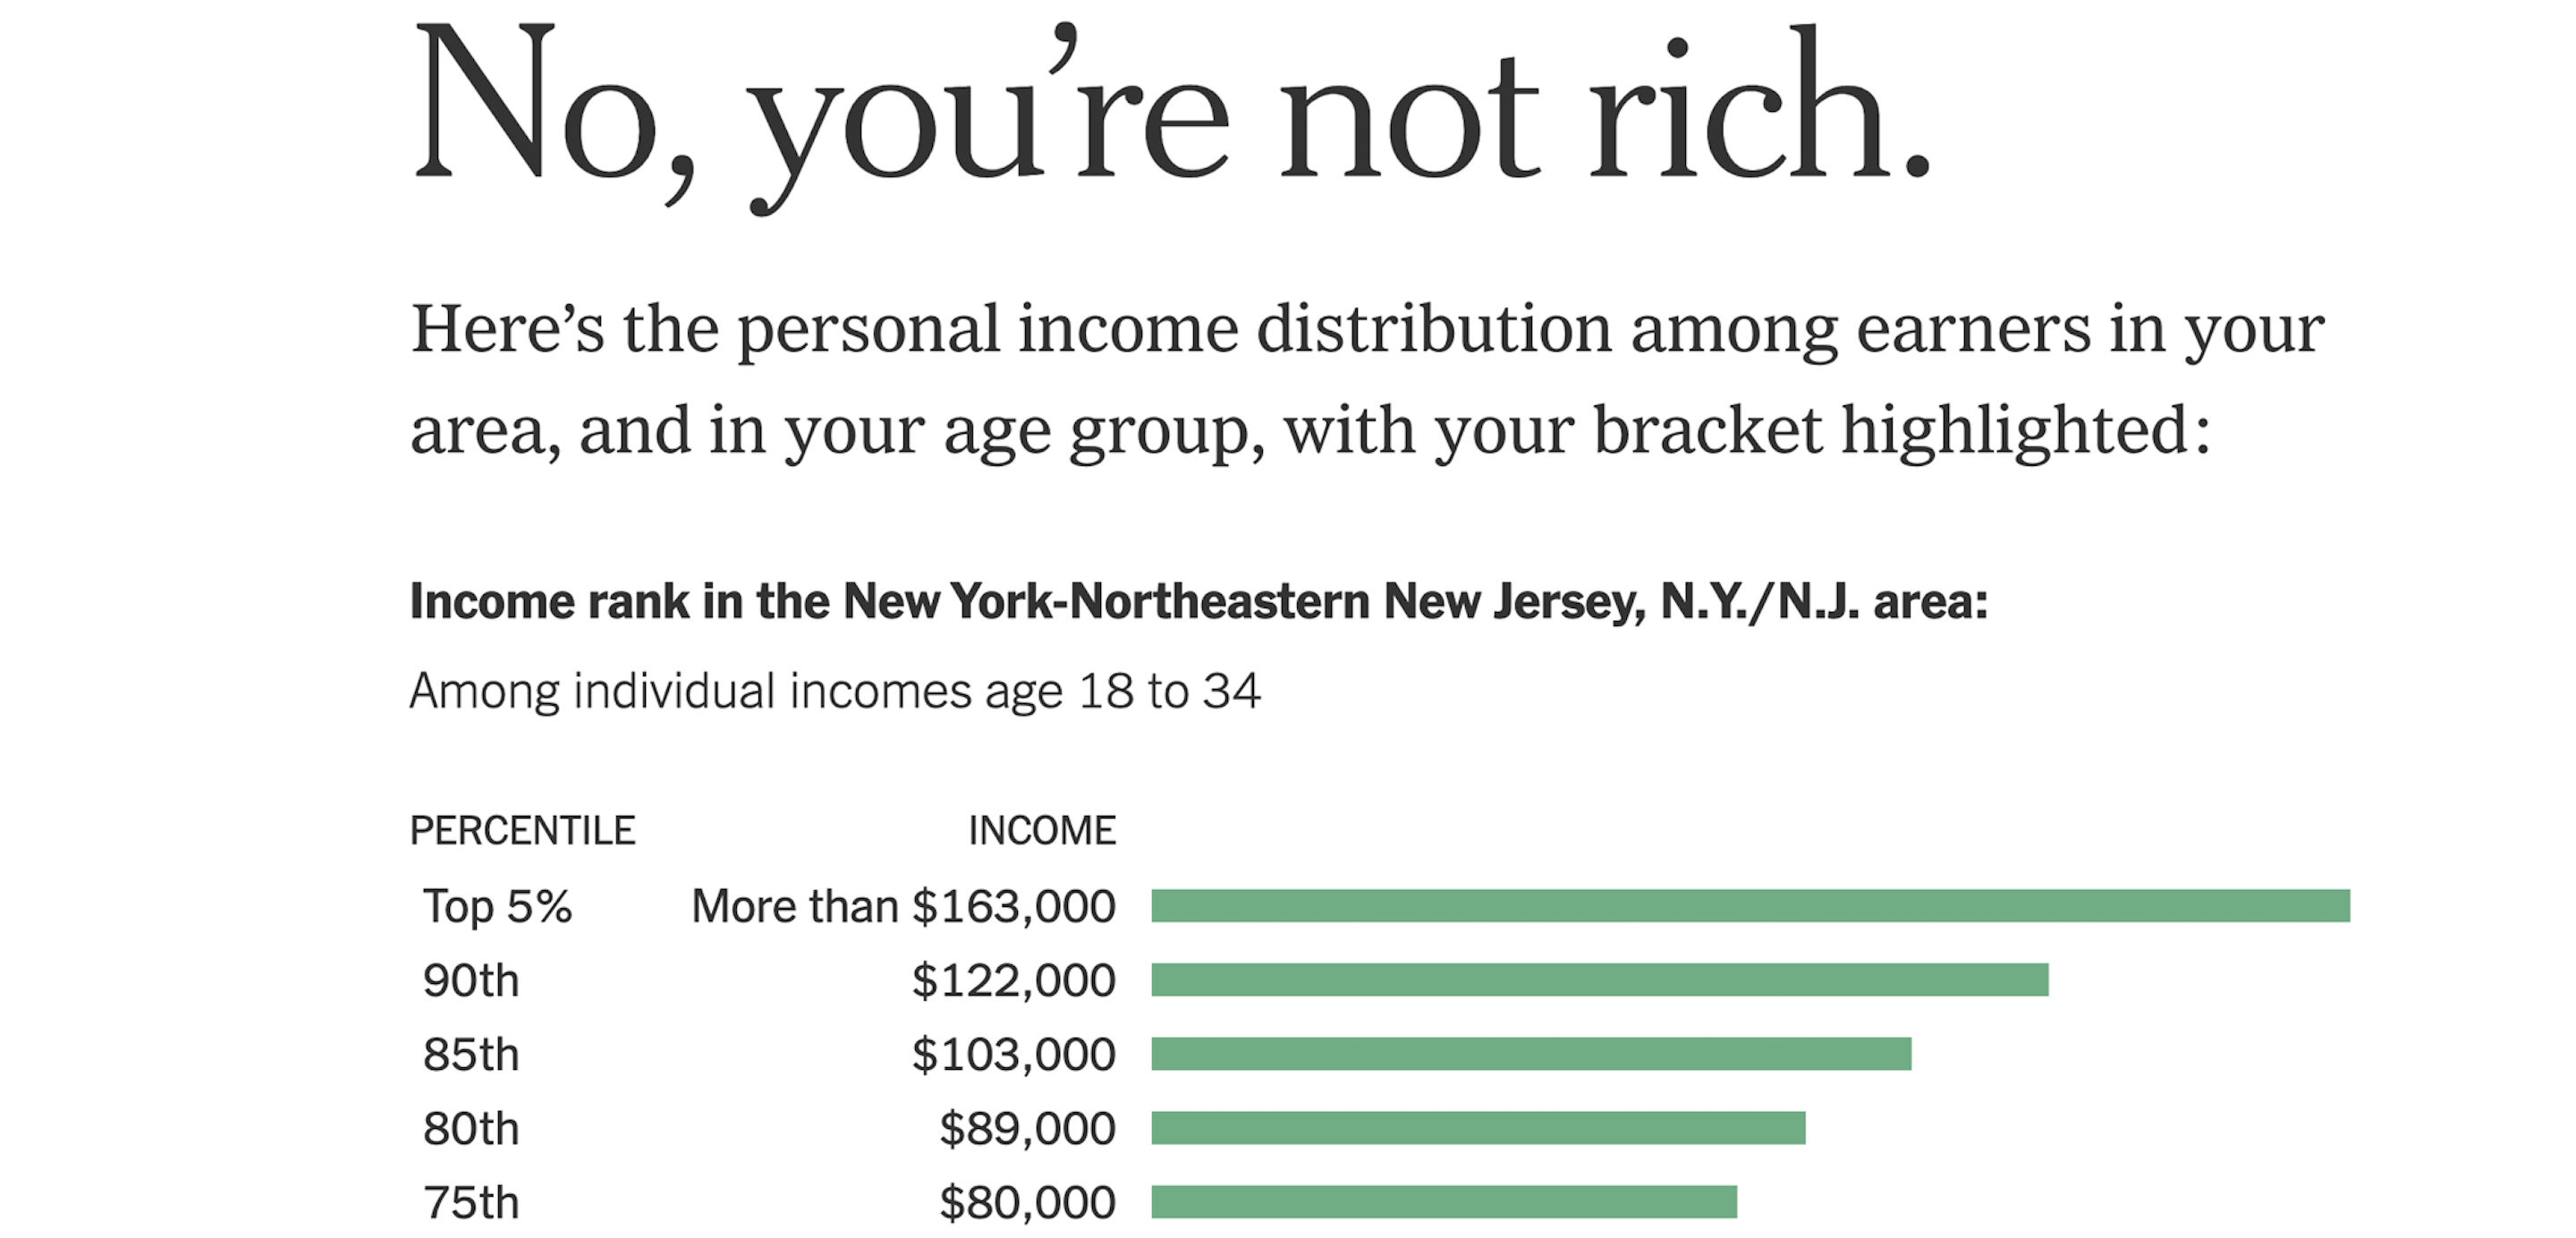 No, you’re not rich.
Here’s the personal income distribution among earners in your
area, and in your age group, with your bracket highlighted:
Income rank in the New York-Northeastern New Jersey, N.Y./N.J. area:
Among individual incomes age 18 to 34
PERCENTILE INCOME
Top 5% More than $163,000
90th $122,000
85th $103,000
80th $89,000
75th $80,000